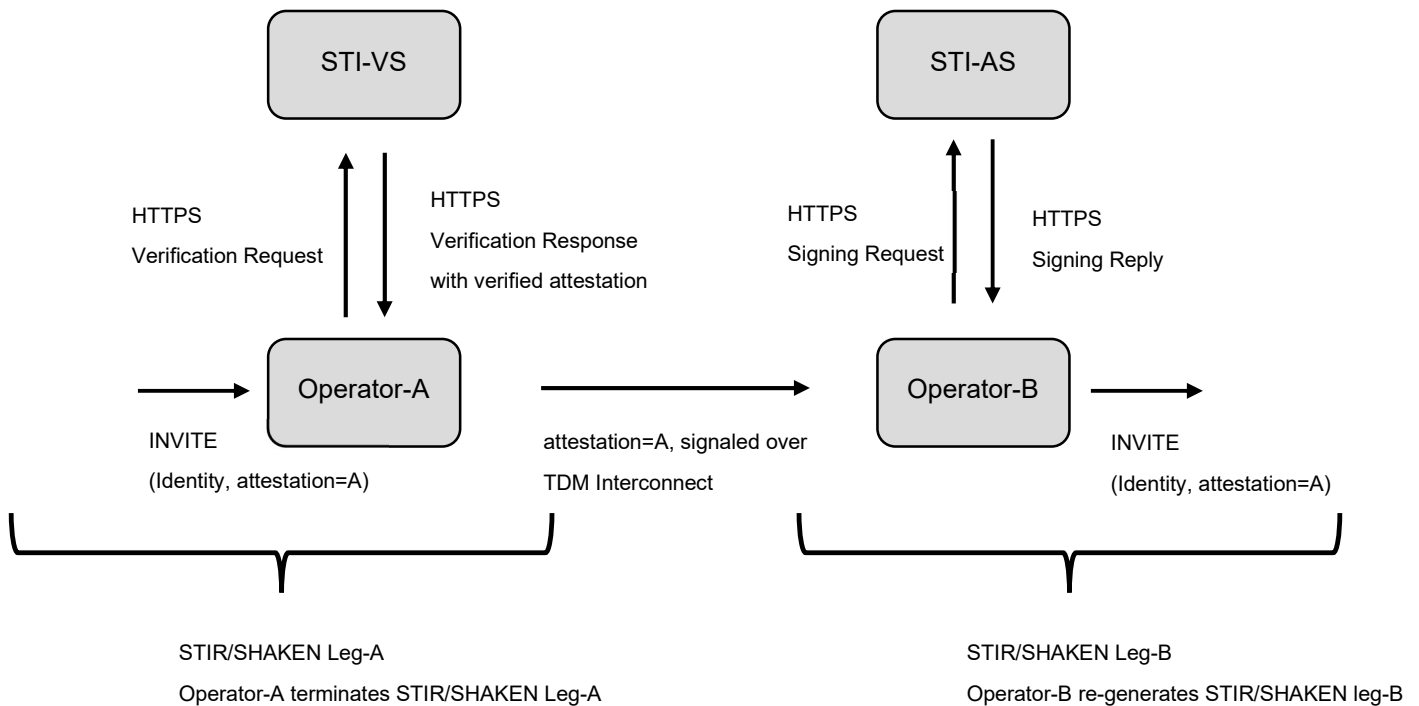 STI-VS
STI-AS
HTTPS
Verification Request
HTTPS
Verification Response
with verified attestation
HTTPS
Signing Request
HTTPS
Signing Reply
Operator-A
Operator-B
INVITE
(Identity, attestation=A)
attestation=A, signaled over
TDM Interconnect
INVITE
(Identity, attestation=A)
STIR/SHAKEN Leg-A
Operator-A terminates STIR/SHAKEN Leg-A
STIR/SHAKEN Leg-B
Operator-B re-generates STIR/SHAKEN leg-B